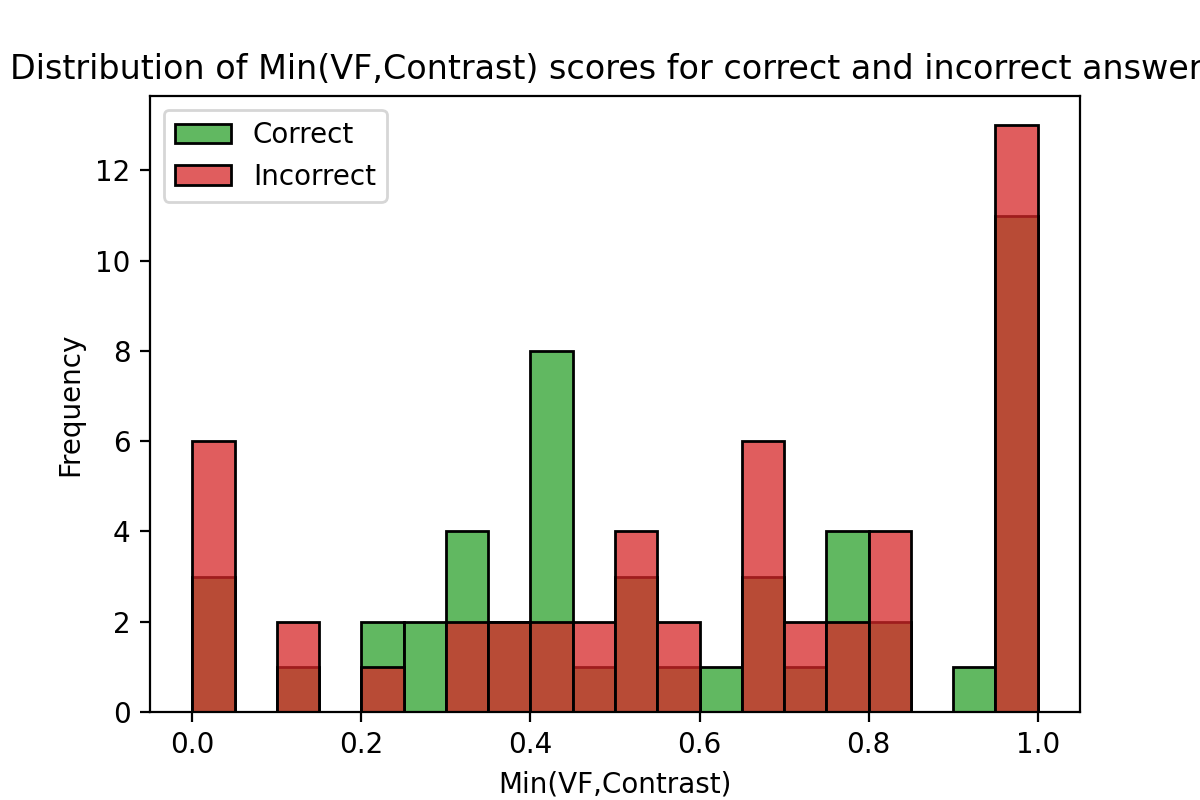 Distribution of Min(VF,Contrast) scores for correct and incorrect answer
Correct
Incorrect
12
10
8
6
4
2
0
Frequency
0.0 0.2 0.4 0.6 0.8 1.0
Min(VF,Contrast)